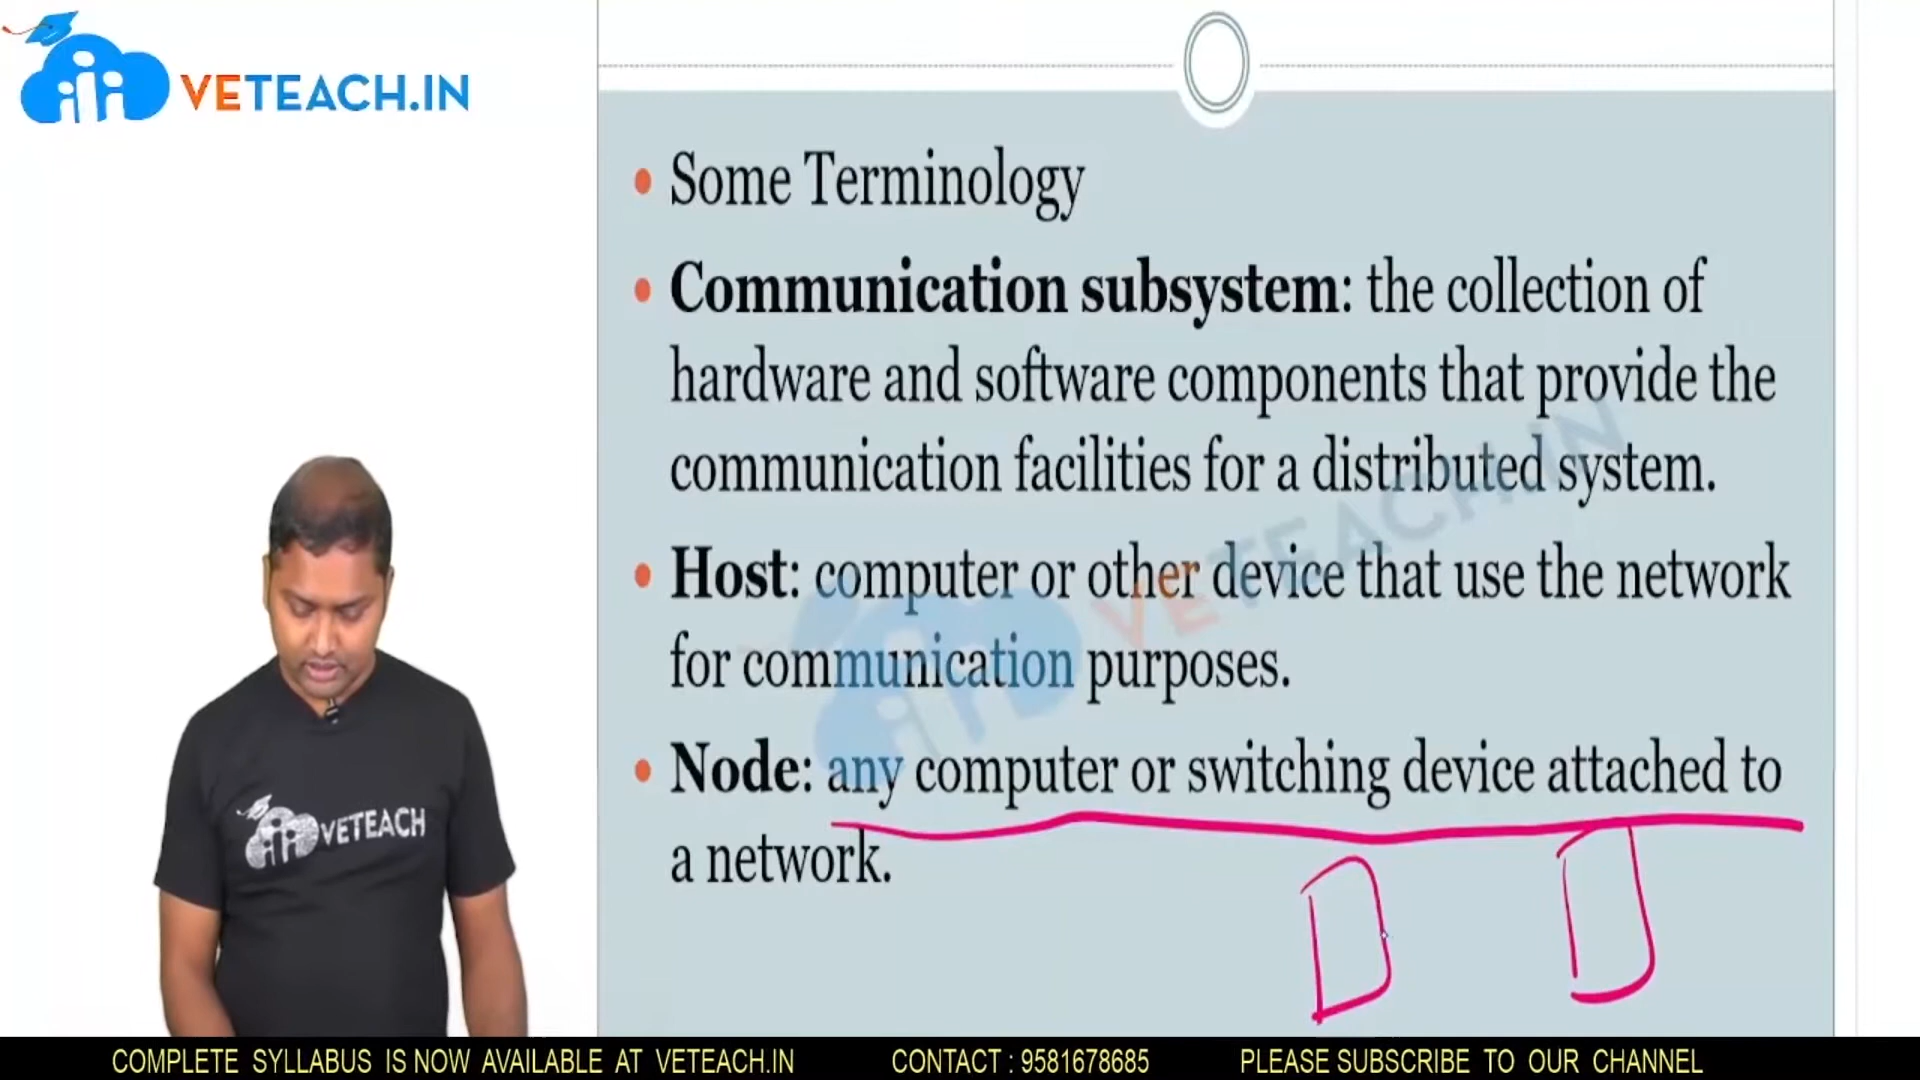 VETEACH.IN
• Some Terminology
• Communication subsystem: the collection of
hardware and software components that provide the
communication facilities for a distributed system.
• Host: computer or other device that use the network
for communication purposes.
• Node: any computer or switching device attached to
a network.
VETEACH.IN
VETEACH
COMPLETE SYLLABUS IS NOW AVAILABLE AT VETEACH.IN CONTACT : 9581678685 PLEASE SUBSCRIBE TO OUR CHANNEL